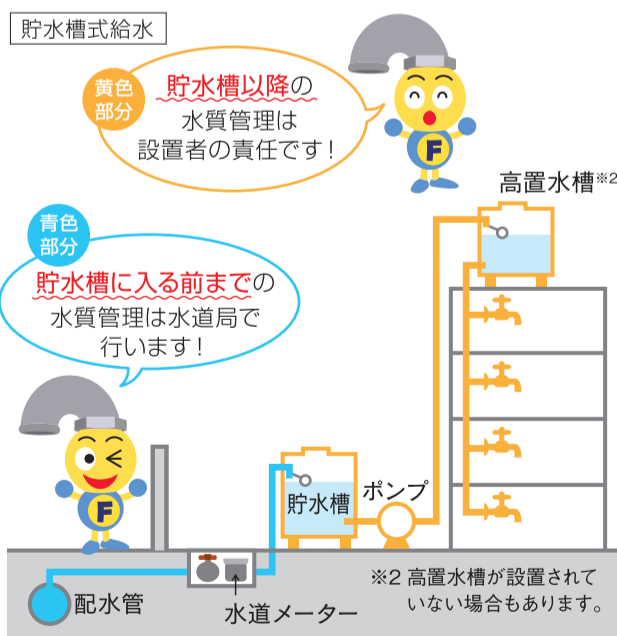 貯水槽式給水
黄色
部分
貯水槽以降の
水質管理は
設置者の責任です!
F
高置水槽※2
青色
部分
貯水槽に入る前までの
水質管理は水道局で
行います!
F
貯水槽
ポンプ
配水管
水道メーター
※2 高置水槽が設置されて
いない場合もあります。